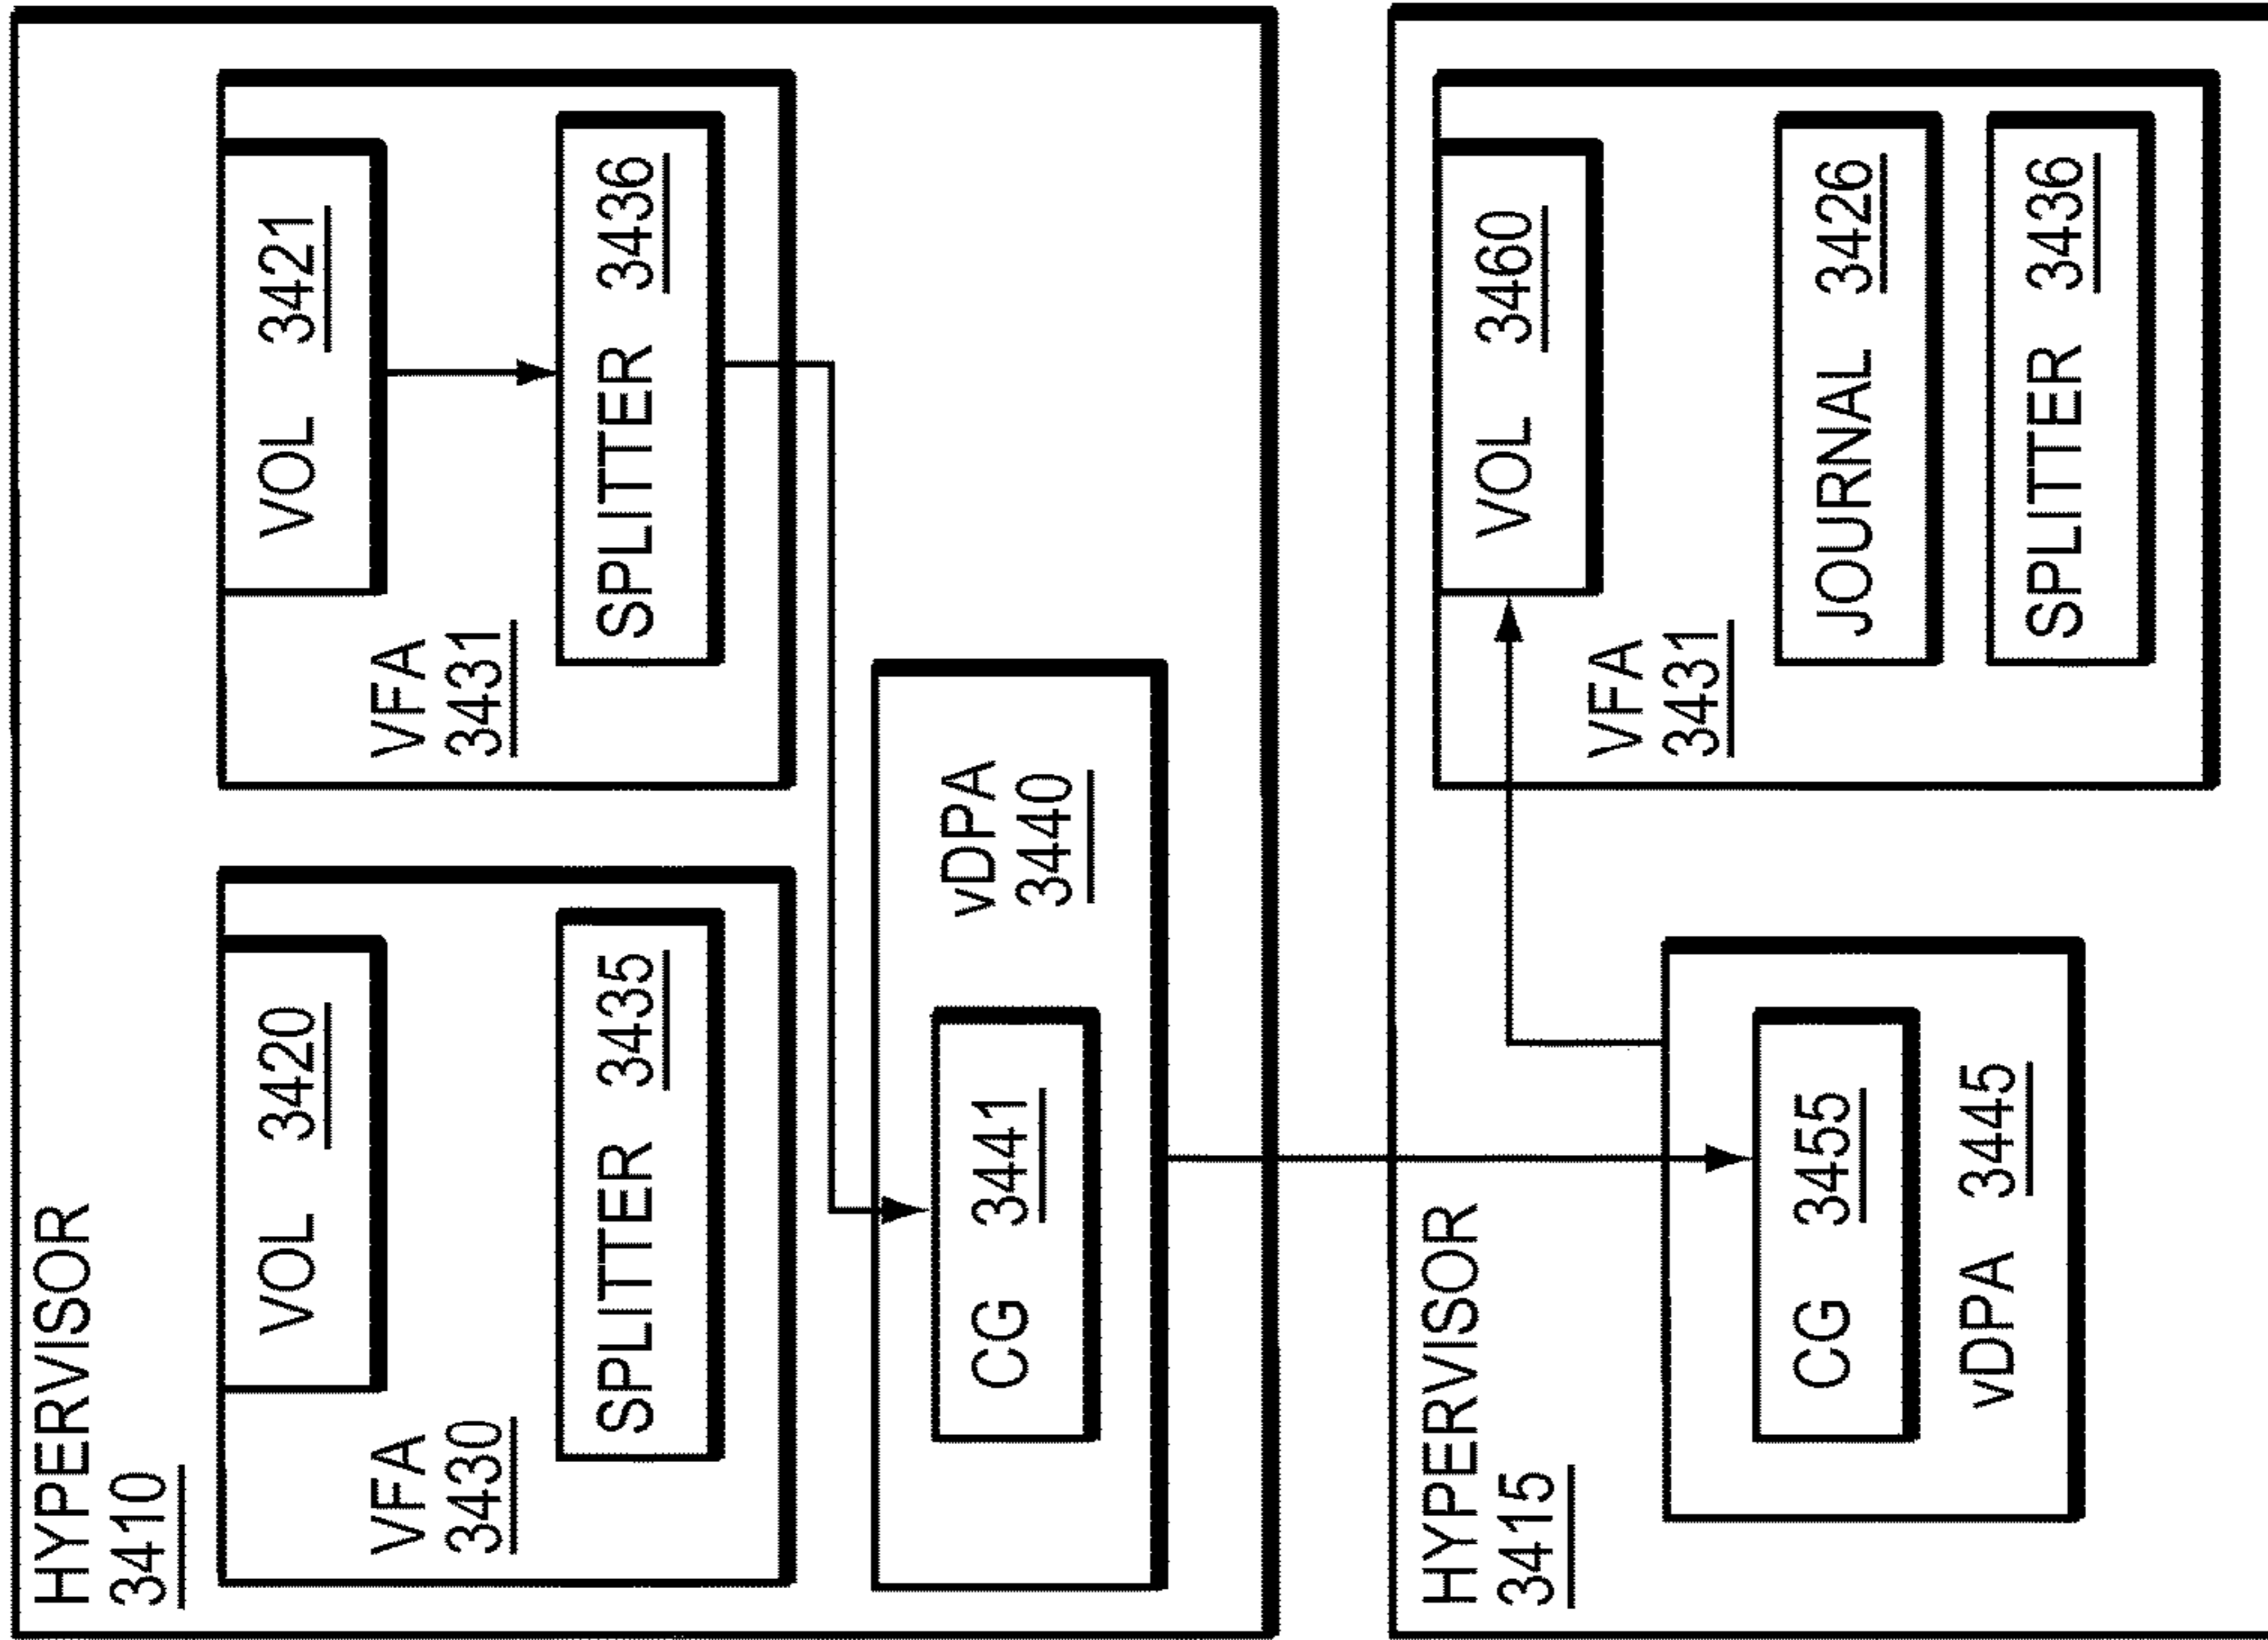 HYPERVISOR
3410
VOL 3420
VFA
3430
SPLITTER 3435
VOL 3421
VFA
3431
SPLITTER 3436
vDPA
3440
CG 3441
HYPERVISOR
3415
CG 3455
vDPA 3445
VOL 3460
VFA
3431
JOURNAL 3426
SPLITTER 3436